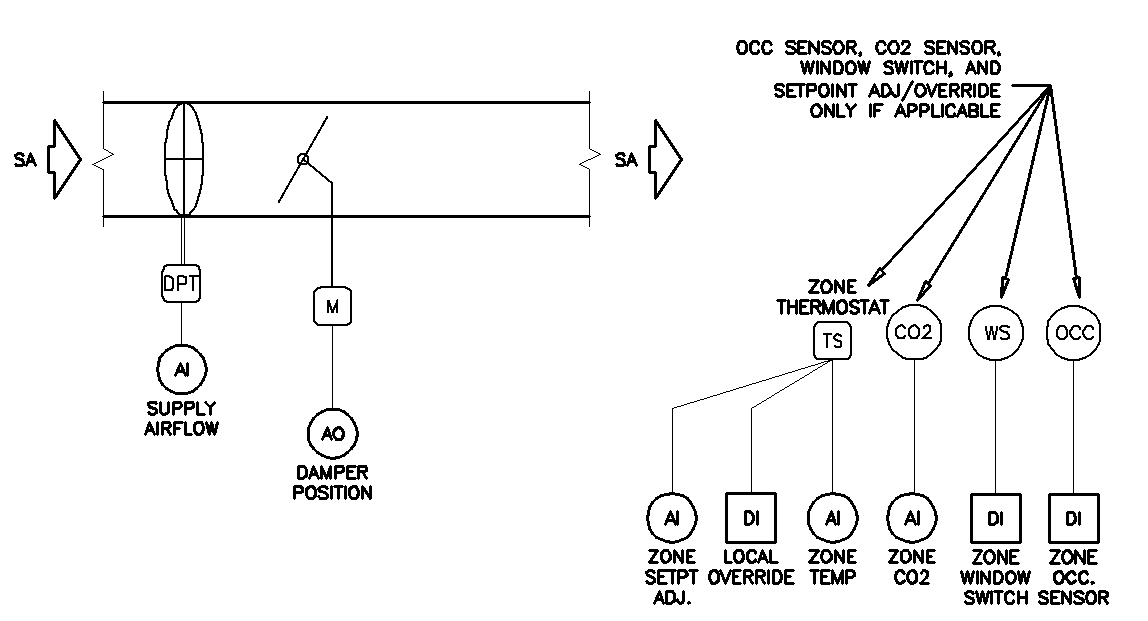 OCC SENSOR, CO2 SENSOR,
WINDOW SWITCH, AND
SETPOINT ADJ/OVERRIDE
ONLY IF APPLICABLE
SA
SA
DPT
M
AI
SUPPLY
AIRFLOW
AO
DAMPER
POSITION
ZONE
THERMOSTAT
TS
CO2
WS
OCC
AI
ZONE
SETPT
ADJ.
DI
LOCAL
OVERRIDE
AI
ZONE
TEMP
AI
ZONE
CO2
DI
ZONE
WINDOW
SWITCH
DI
ZONE
OCC.
SENSOR